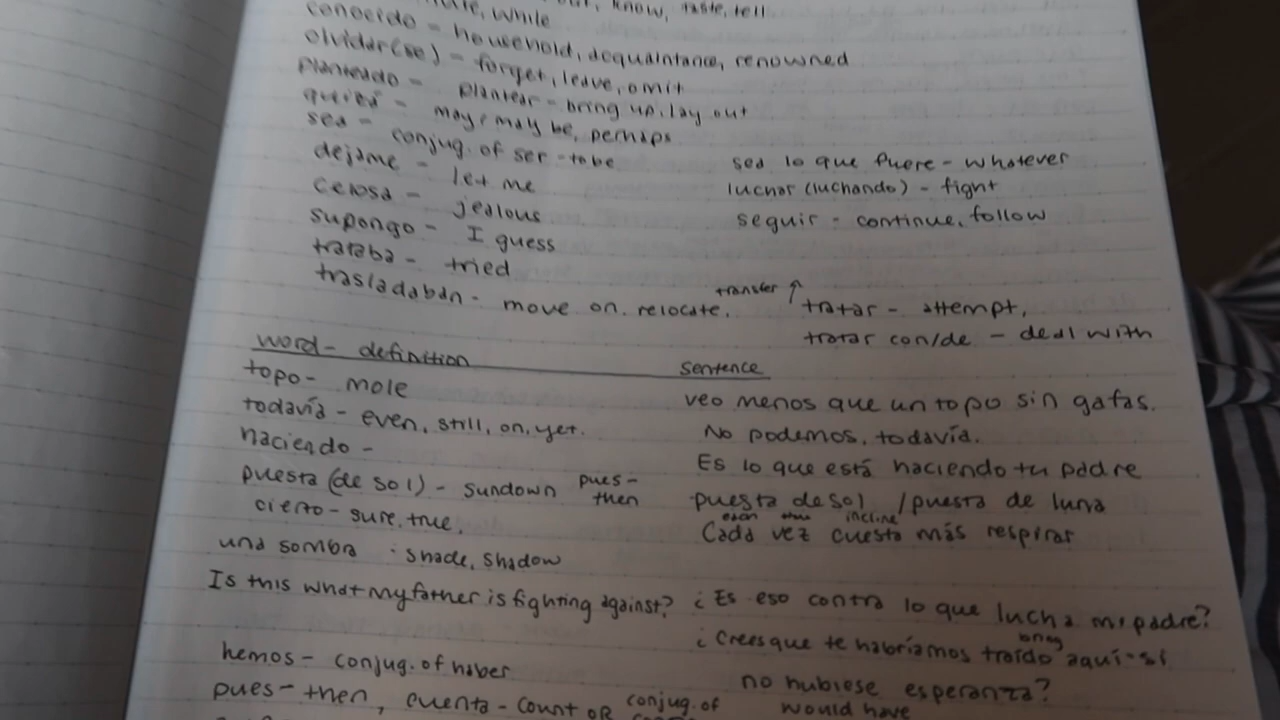 know, taste, tell
while
conocido - household, acquaintance, renowned
olvidar(se) - forget, leave, omit
planteado - plantear - bring up, lay out
quizá - may, may be, perhaps
sea - conjug. of ser - to be
sea lo que fuere - whatever
dejame - let me
luchar (luchando) - fight
celosa - jealous
seguir - continue, follow
supongo - I guess
trataba - tried
trasladaban - move on, relocate, transfer
tratar - attempt,
tratar con/de - deal with
word - definition
sentence
topo - mole
veo menos que un topo sin gafas.
todavía - even, still, on, yet.
No podemos, todavía.
haciendo -
Es lo que está haciendo tu padre
puesta (de sol) - sundown
pues - then
puesta de sol / puesta de luna
cierto - sure, true.
incline
Cada vez cuesta más respirar
una sombra - shade, shadow
Is this what my father is fighting against?
¿Es eso contra lo que lucha mi padre?
¿Crees que te habríamos traído aquí - si
bring
hemos - conjug. of haber
no hubiese esperanza?
would have
pues - then, cuenta - count OR conjug. of